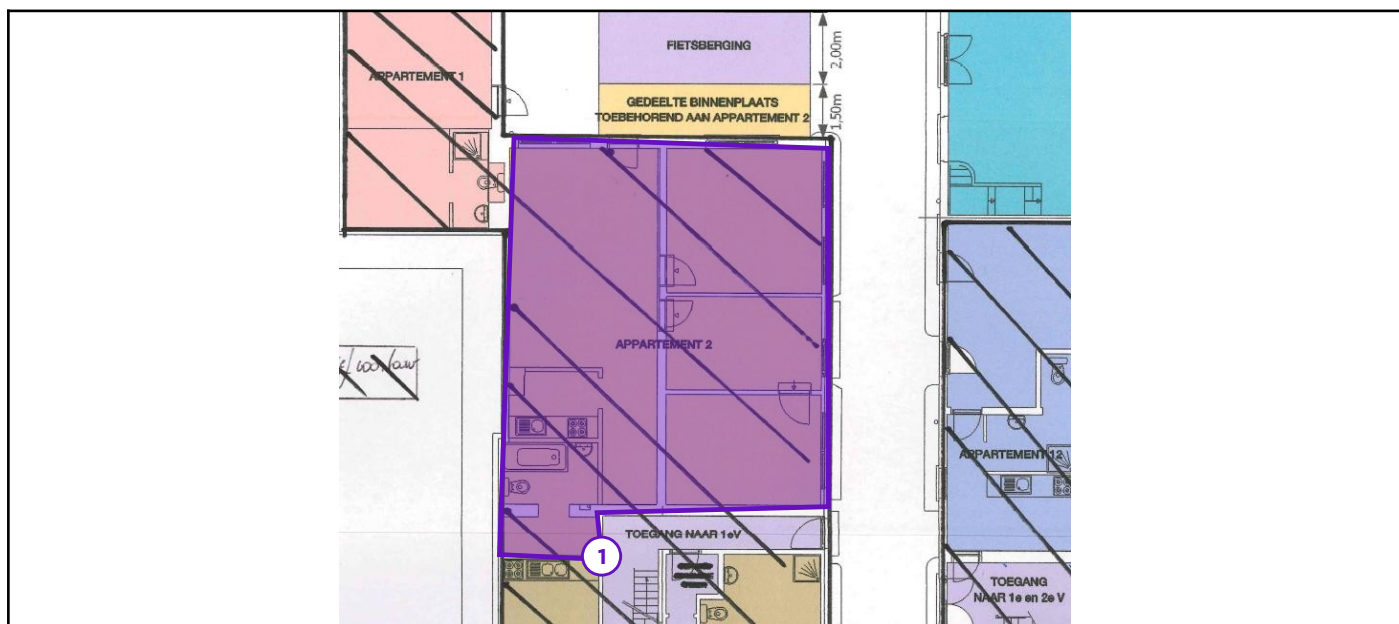 FIETSBERGING
2,00m
APPARTEMENT 1
GEDEELTE BINNENPLAATS
TOEBEHOREND AAN APPARTEMENT 2
1,50m
APPARTEMENT 2
APPARTEMENT 12
TOEGANG NAAR 1eV
1
TOEGANG
NAAR 1e en 2e V